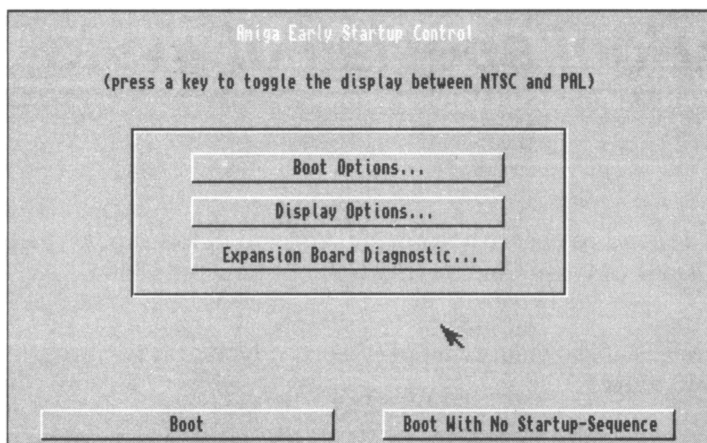 Amiga Early Startup Control
(press a key to toggle the display between NTSC and PAL)
Boot Options...
Display Options...
Expansion Board Diagnostic...
Boot
Boot With No Startup-Sequence